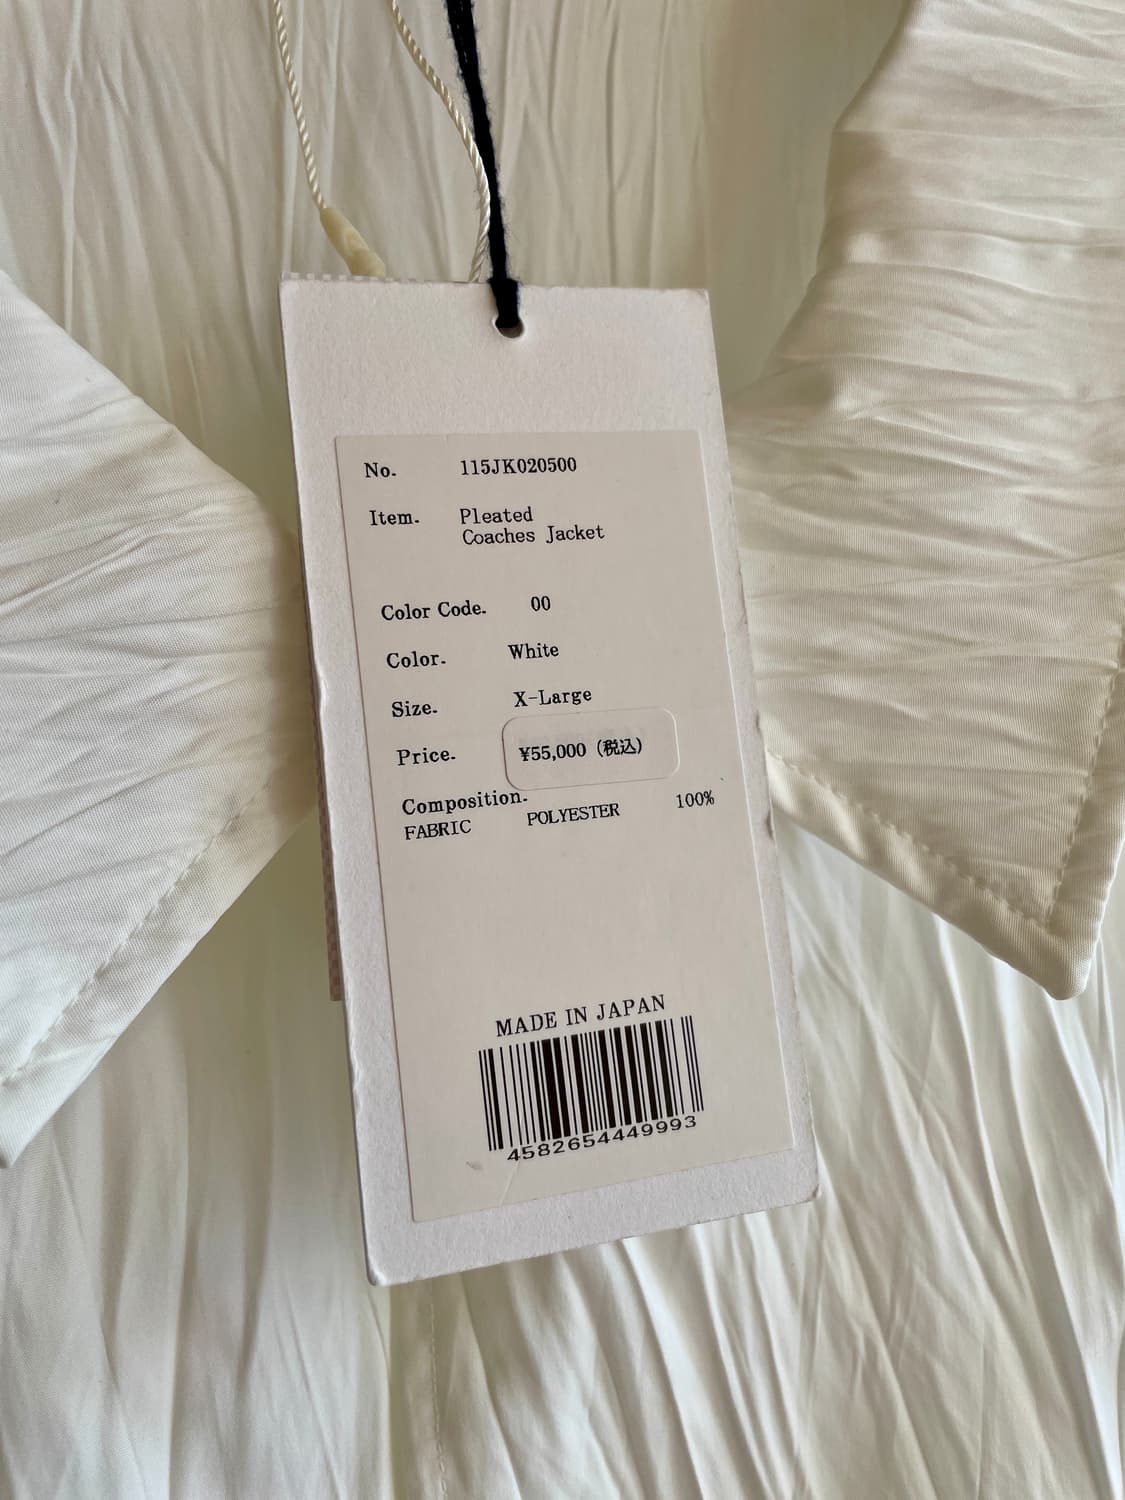 No. 115JK020500
Item. Pleated
Coaches Jacket
Color Code. 00
Color. White
Size. X-Large
Price. ¥55,000 (税込)
Composition.
FABRIC POLYESTER 100%
MADE IN JAPAN
4582654449993